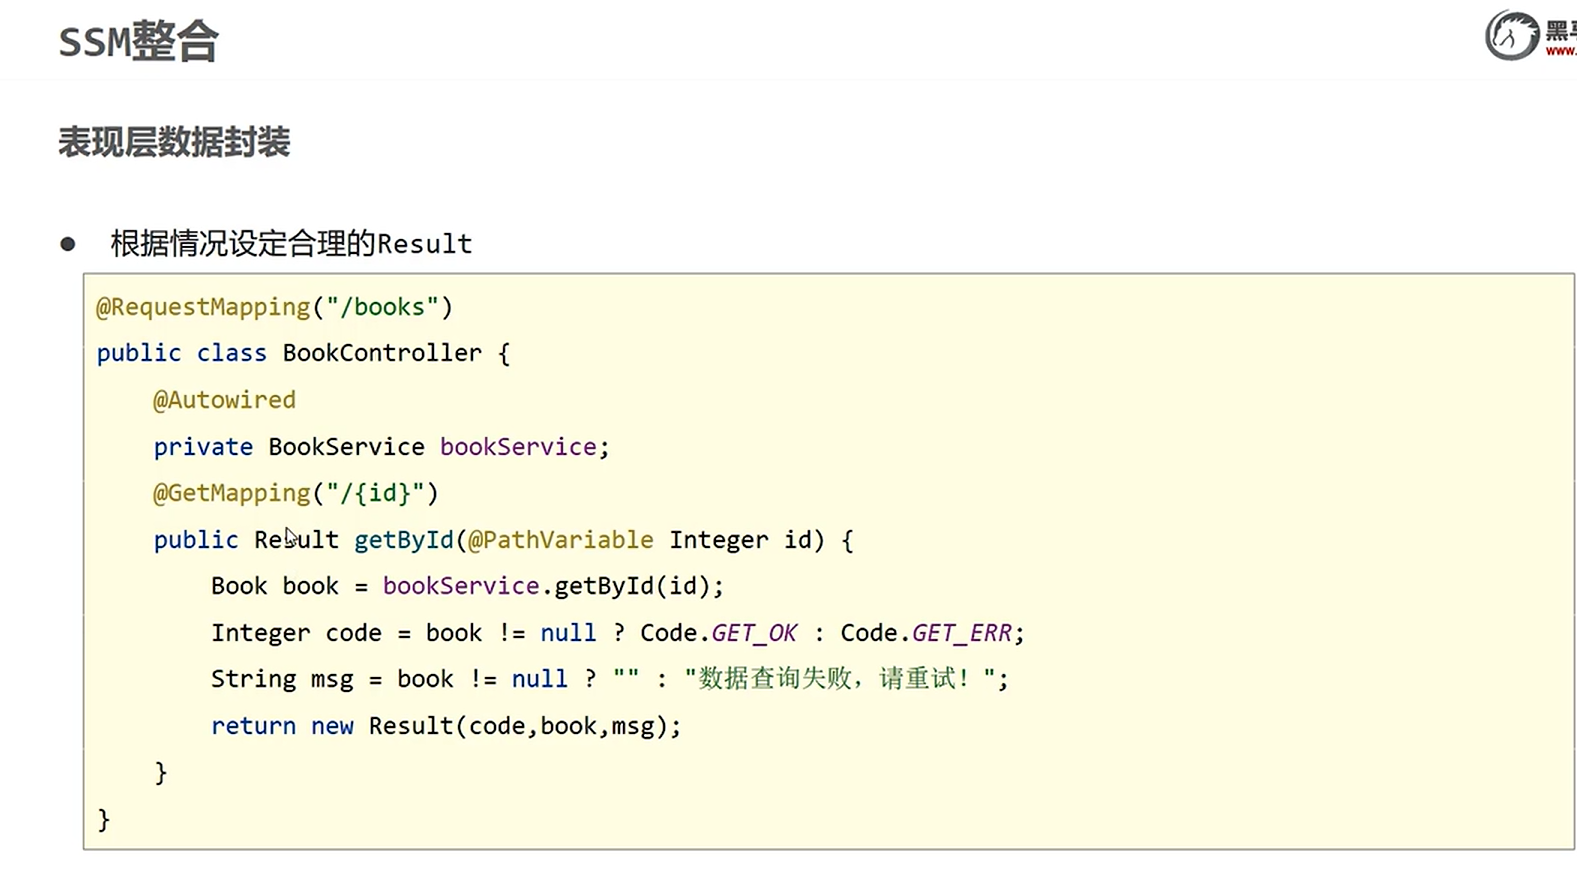 SSM整合
黑
www.
表现层数据封装
● 根据情况设定合理的Result
@RequestMapping("/books")
public class BookController {
    @Autowired
    private BookService bookService;
    @GetMapping("/{id}")
    public Result getById(@PathVariable Integer id) {
        Book book = bookService.getById(id);
        Integer code = book != null ? Code.GET_OK : Code.GET_ERR;
        String msg = book != null ? "" : "数据查询失败，请重试！";
        return new Result(code,book,msg);
    }
}